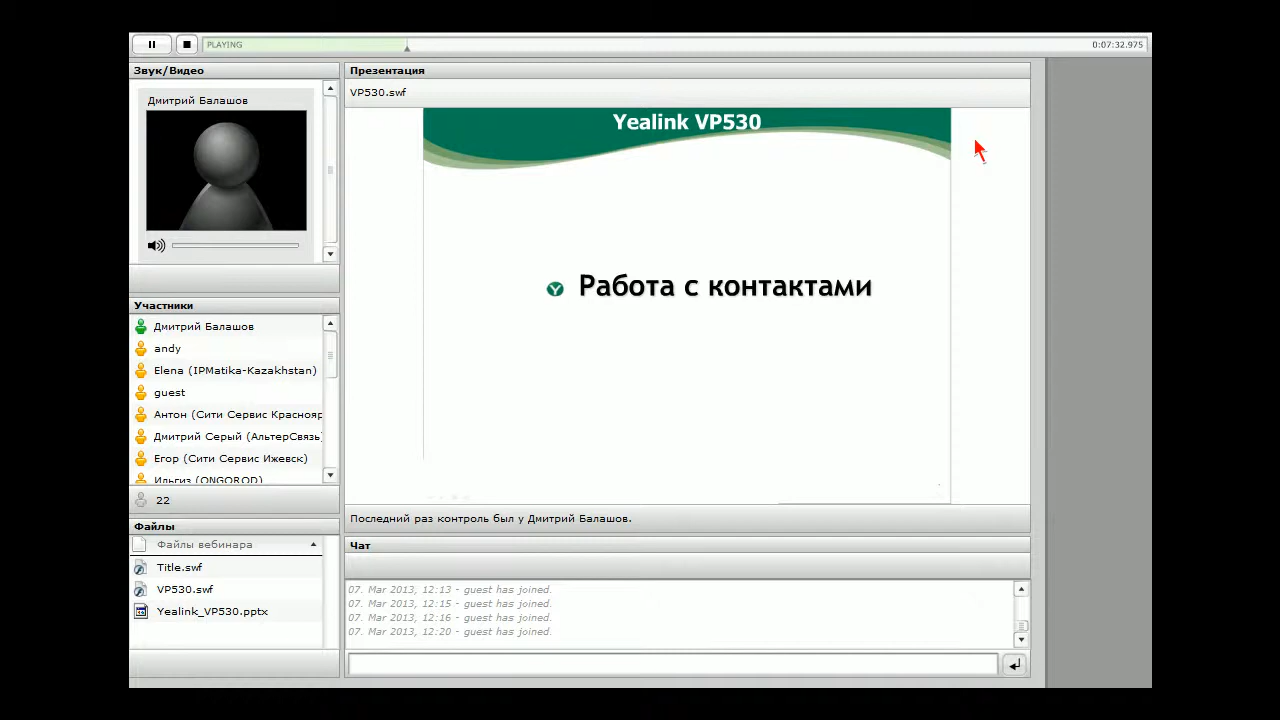 PLAYING
0:07:32.975
Звук/Видео
Дмитрий Балашов
Участники
Дмитрий Балашов
andy
Elena (IPMatika-Kazakhstan)
guest
Антон (Сити Сервис Краснояр
Дмитрий Серый (АльтерСвязь)
Егор (Сити Сервис Ижевск)
Ильгиз (ONGOROD)
22
Файлы
Файлы вебинара
Title.swf
VP530.swf
Yealink_VP530.pptx
Презентация
VP530.swf
Yealink VP530
Работа с контактами
Последний раз контроль был у Дмитрий Балашов.
Чат
07. Mar 2013, 12:13 - guest has joined.
07. Mar 2013, 12:15 - guest has joined.
07. Mar 2013, 12:16 - guest has joined.
07. Mar 2013, 12:20 - guest has joined.